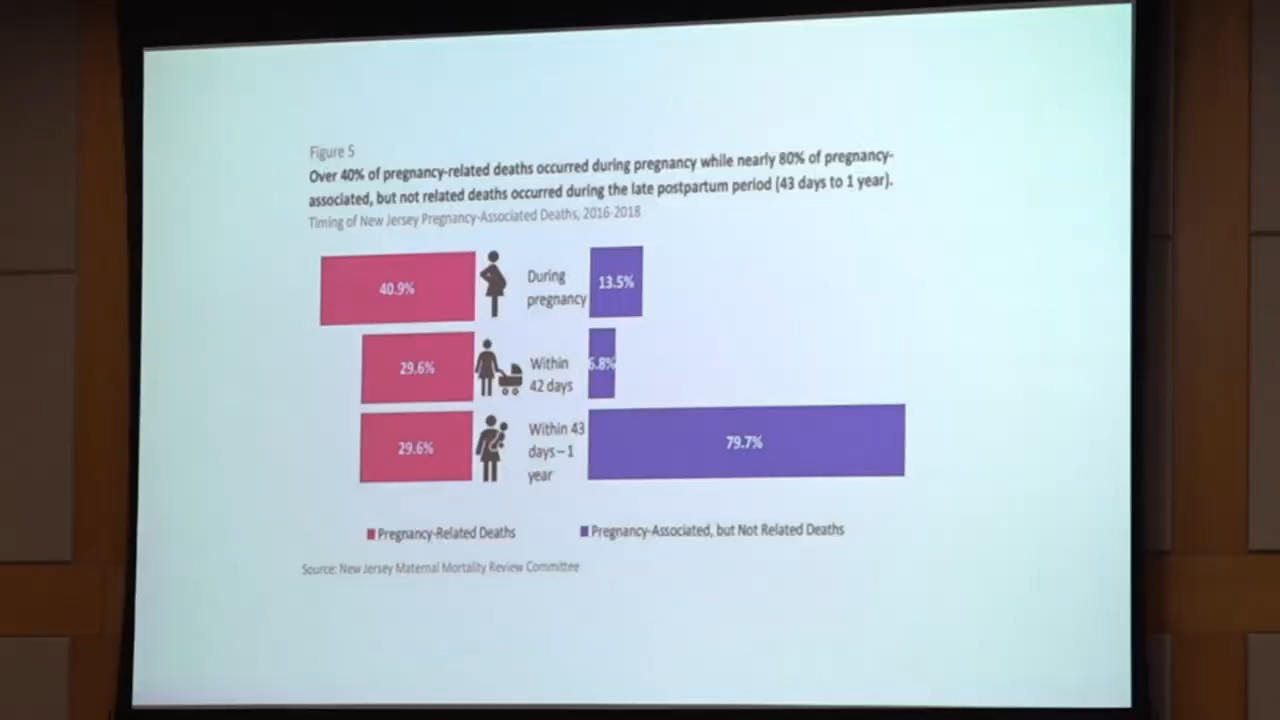 Figure 5
Over 40% of pregnancy-related deaths occurred during pregnancy while nearly 80% of pregnancy-
associated, but not related deaths occurred during the late postpartum period (43 days to 1 year).
Timing of New Jersey Pregnancy-Associated Deaths, 2016-2018
40.9%
During
pregnancy
13.5%
29.6%
Within
42 days
6.8%
29.6%
Within 43
days – 1
year
79.7%
Pregnancy-Related Deaths
Pregnancy-Associated, but Not Related Deaths
Source: New Jersey Maternal Mortality Review Committee